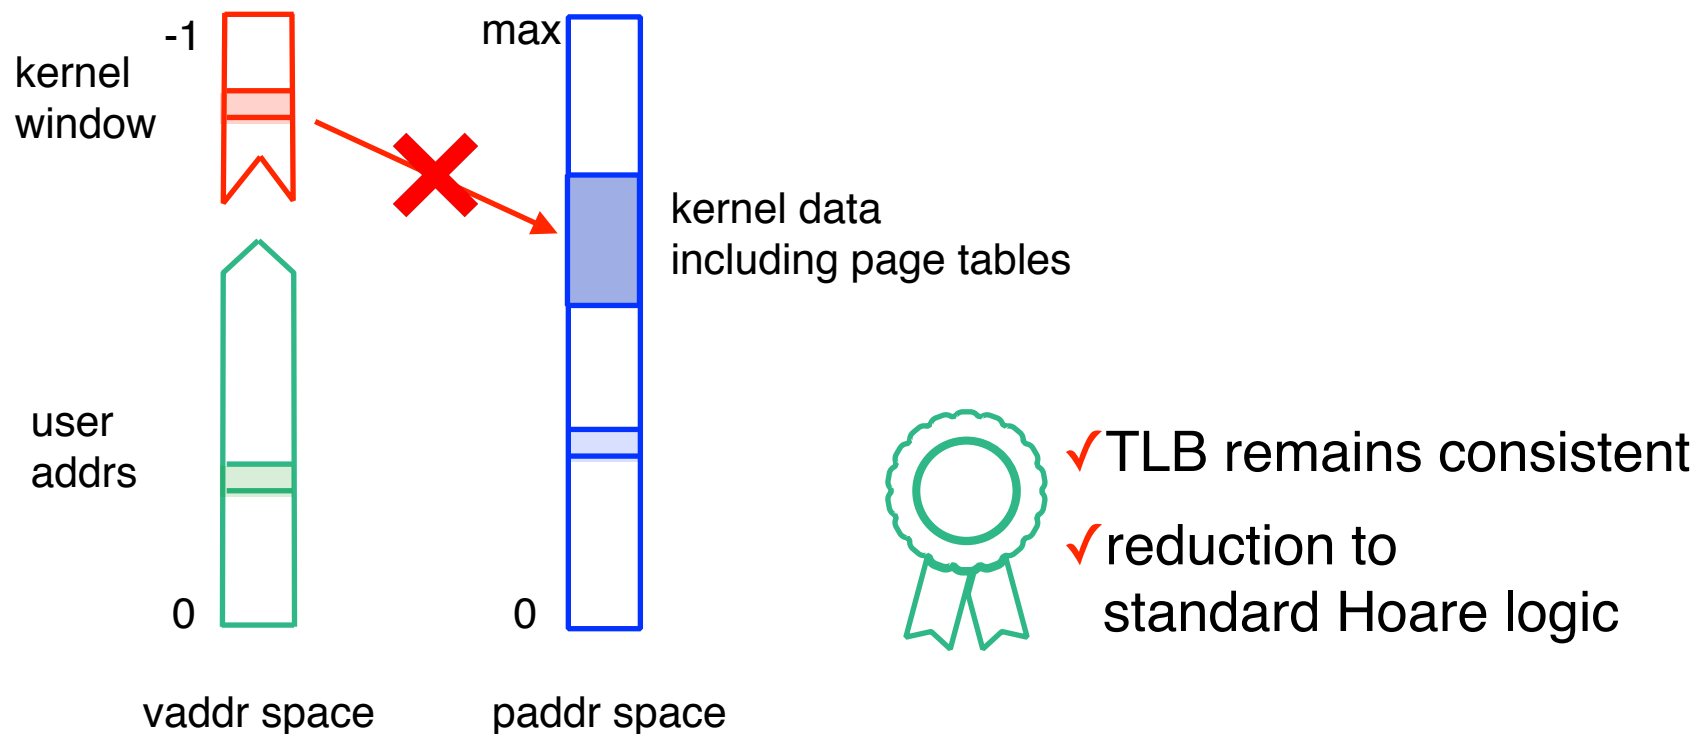 -1
kernel
window
max
kernel data
including page tables
user
addrs
0
0
✓TLB remains consistent
✓reduction to
standard Hoare logic
vaddr space
paddr space